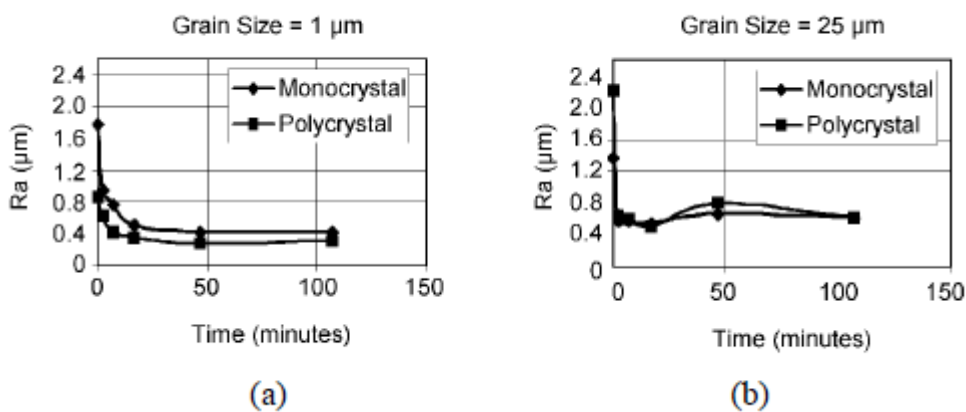 Grain Size = 1 μm
2.4
2.0
1.6
1.2
0.8
0.4
0
Ra (μm)
Monocrystal
Polycrystal
0 50 100 150
Time (minutes)
(a)
Grain Size = 25 μm
2.4
2.0
1.6
1.2
0.8
0.4
0
Ra (μm)
Monocrystal
Polycrystal
0 50 100 150
Time (minutes)
(b)